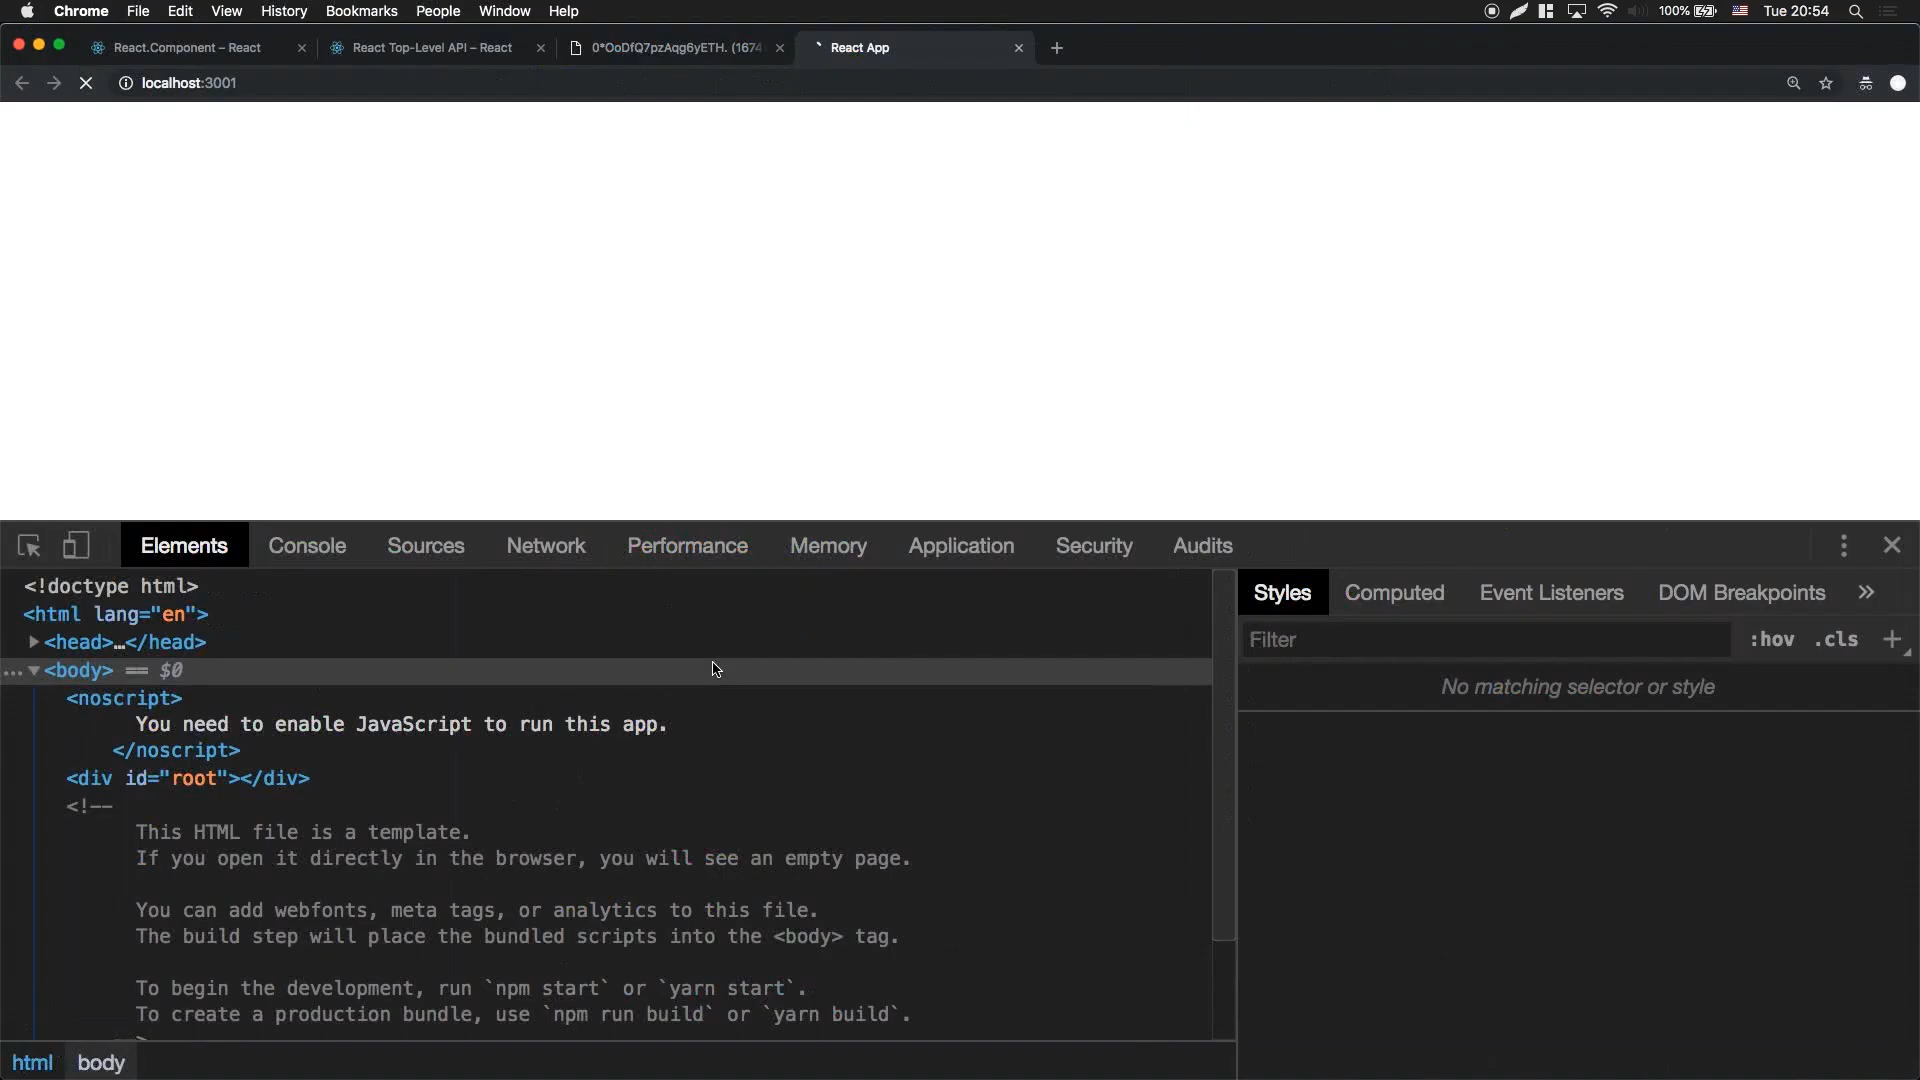 Chrome File Edit View History Bookmarks People Window Help 100% Tue 20:54
React.Component – React React Top-Level API – React 0*OoDfQ7pzAqg6yETH. (1674 React App
localhost:3001
Elements Console Sources Network Performance Memory Application Security Audits
<!doctype html>
<html lang="en">
<head>…</head>
<body> == $0
<noscript>
You need to enable JavaScript to run this app.
</noscript>
<div id="root"></div>
<!--
This HTML file is a template.
If you open it directly in the browser, you will see an empty page.
You can add webfonts, meta tags, or analytics to this file.
The build step will place the bundled scripts into the <body> tag.
To begin the development, run `npm start` or `yarn start`.
To create a production bundle, use `npm run build` or `yarn build`.
html body
Styles Computed Event Listeners DOM Breakpoints
Filter :hov .cls
No matching selector or style